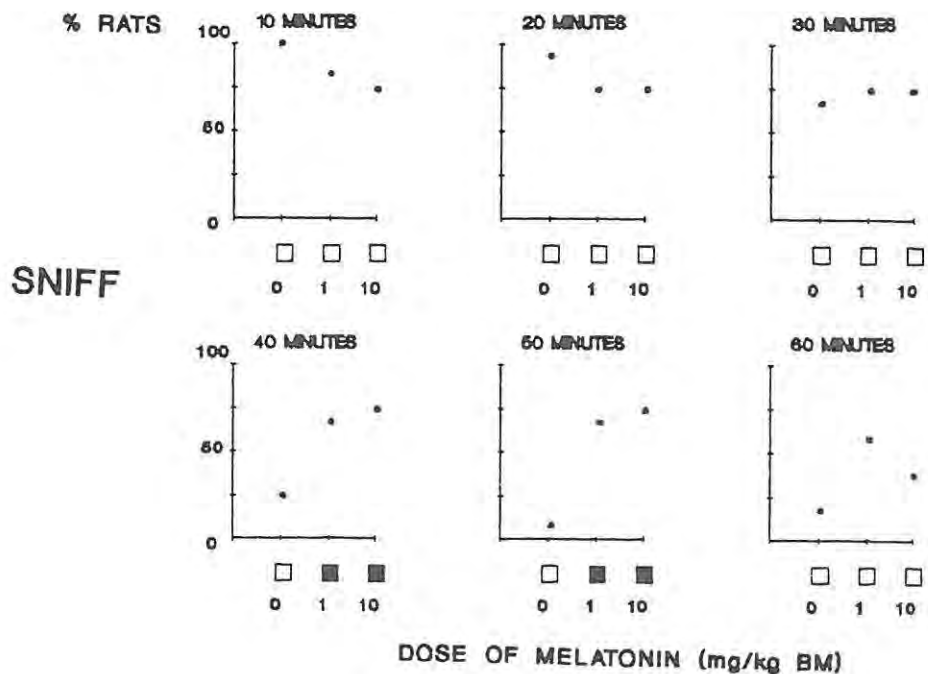 % RATS
10 MINUTES 20 MINUTES 30 MINUTES
100
50
0
0 1 10 0 1 10 0 1 10
SNIFF
40 MINUTES 50 MINUTES 60 MINUTES
100
50
0
0 1 10 0 1 10 0 1 10
DOSE OF MELATONIN (mg/kg BM)